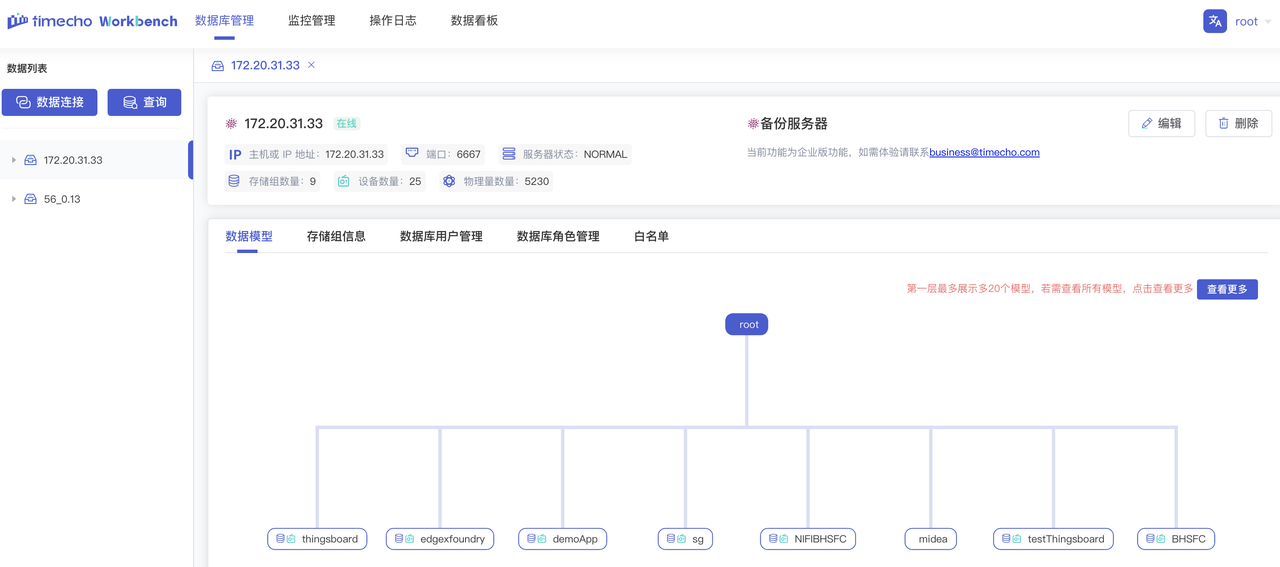 timecho Workbench 数据库管理 监控管理 操作日志 数据看板 root
数据列表
172.20.31.33 ×
数据连接 查询
172.20.31.33 在线 备份服务器 编辑 删除
IP 主机或 IP 地址: 172.20.31.33 端口: 6667 服务器状态: NORMAL
当前功能为企业版功能，如需体验请联系business@timecho.com
172.20.31.33
存储组数量: 9 设备数量: 25 物理量数量: 5230
56_0.13
数据模型 存储组信息 数据库用户管理 数据库角色管理 白名单
第一层最多展示多20个模型，若需查看所有模型，点击查看更多 查看更多
root
thingsboard edgexfoundry demoApp sg NIFIBHSFC midea testThingsboard BHSFC